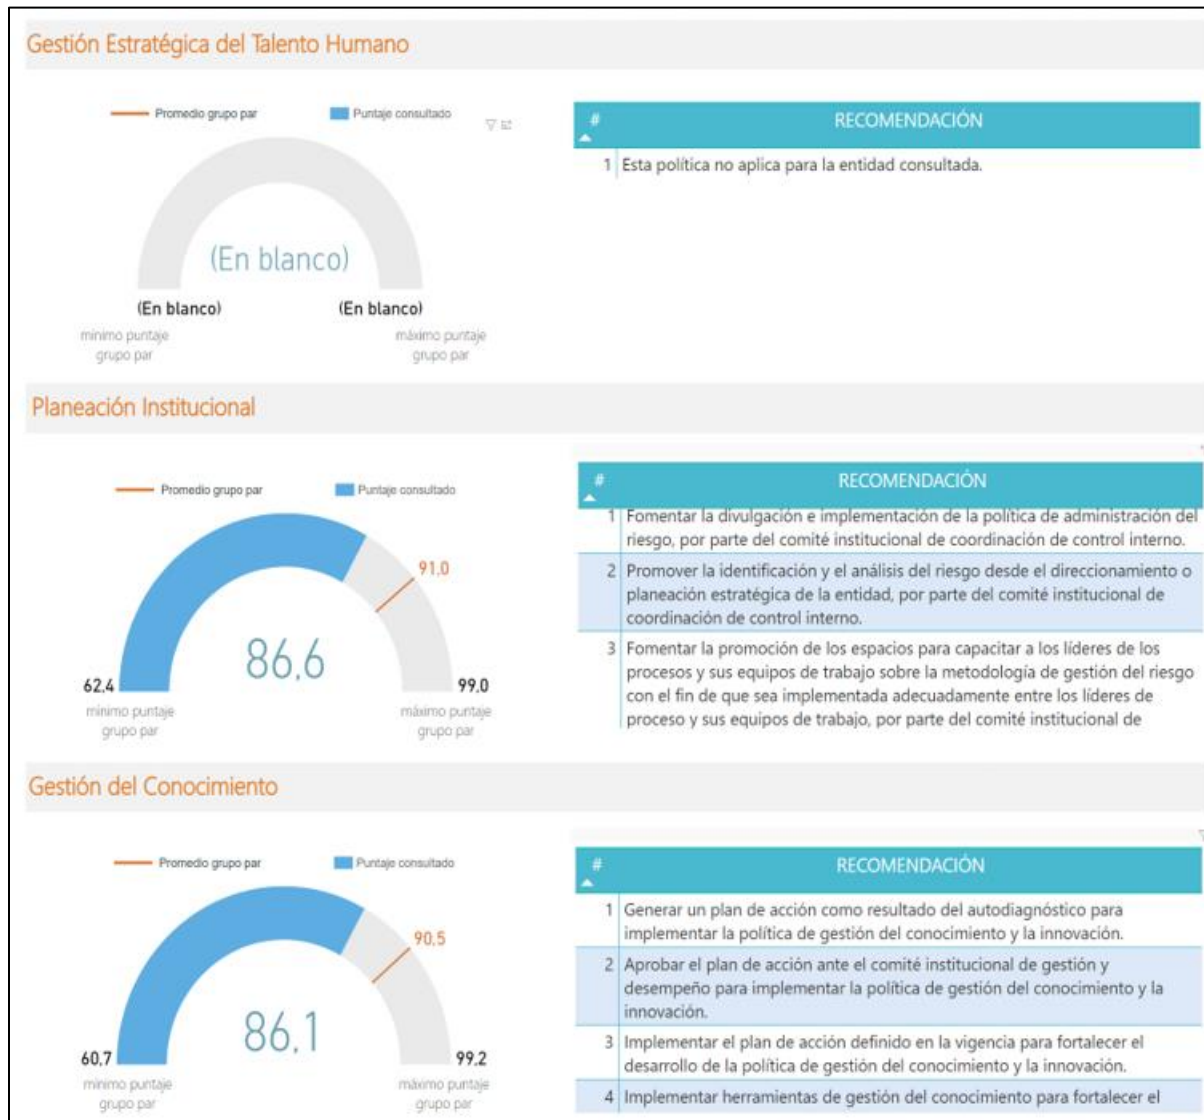 Gestión Estratégica del Talento Humano
Promedio grupo par
Puntaje consultado
(En blanco)
(En blanco)
(En blanco)
mínimo puntaje
grupo par
máximo puntaje
grupo par
#
RECOMENDACIÓN
1 Esta política no aplica para la entidad consultada.
Planeación Institucional
Promedio grupo par
Puntaje consultado
91,0
86,6
62,4
99,0
mínimo puntaje
grupo par
máximo puntaje
grupo par
#
RECOMENDACIÓN
1 Fomentar la divulgación e implementación de la política de administración del
riesgo, por parte del comité institucional de coordinación de control interno.
2 Promover la identificación y el análisis del riesgo desde el direccionamiento o
planeación estratégica de la entidad, por parte del comité institucional de
coordinación de control interno.
3 Fomentar la promoción de los espacios para capacitar a los líderes de los
procesos y sus equipos de trabajo sobre la metodología de gestión del riesgo
con el fin de que sea implementada adecuadamente entre los líderes de
proceso y sus equipos de trabajo, por parte del comité institucional de
Gestión del Conocimiento
Promedio grupo par
Puntaje consultado
90,5
86,1
60,7
99,2
mínimo puntaje
grupo par
máximo puntaje
grupo par
#
RECOMENDACIÓN
1 Generar un plan de acción como resultado del autodiagnóstico para
implementar la política de gestión del conocimiento y la innovación.
2 Aprobar el plan de acción ante el comité institucional de gestión y
desempeño para implementar la política de gestión del conocimiento y la
innovación.
3 Implementar el plan de acción definido en la vigencia para fortalecer el
desarrollo de la política de gestión del conocimiento y la innovación.
4 Implementar herramientas de gestión del conocimiento para fortalecer el